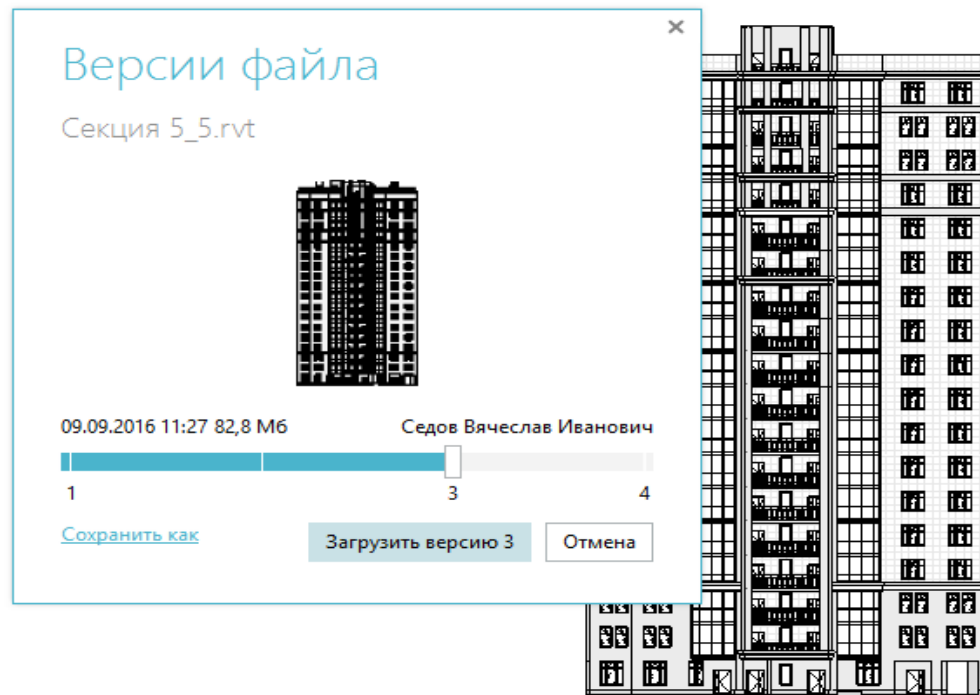 Версии файла
Секция 5_5.rvt
09.09.2016 11:27 82,8 Мб Седов Вячеслав Иванович
1 3 4
Сохранить как Загрузить версию 3 Отмена